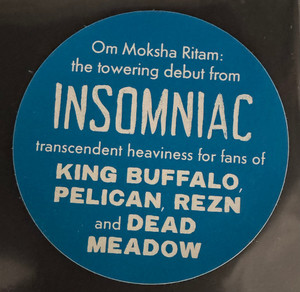 Om Moksha Ritam:
the towering debut from
INSOMNIAC
transcendent heaviness for fans of
KING BUFFALO,
PELICAN, REZN
and DEAD
MEADOW